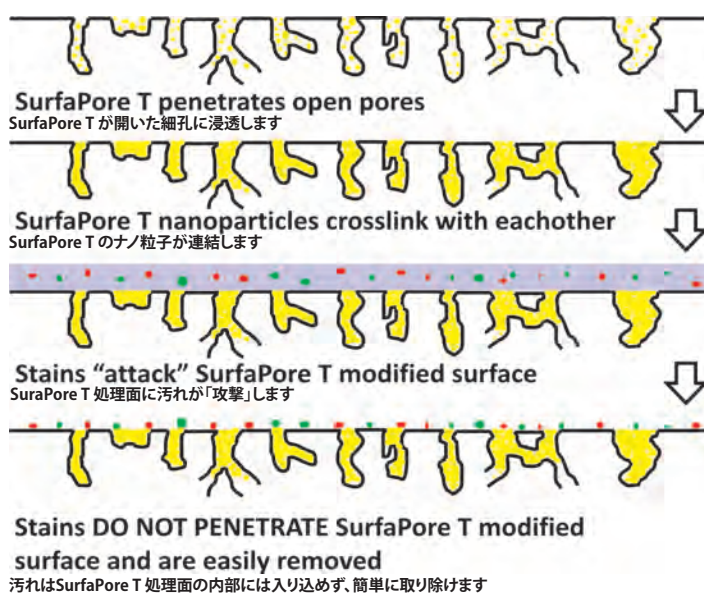 SurfaPore T penetrates open pores
SurfaPore T が開いた細孔に浸透します
SurfaPore T nanoparticles crosslink with eachother
SurfaPore T のナノ粒子が連結します
Stains “attack” SurfaPore T modified surface
SuraPore T 処理面に汚れが「攻撃」します
Stains DO NOT PENETRATE SurfaPore T modified
surface and are easily removed
汚れはSurfaPore T 処理面の内部には入り込めず、簡単に取り除けます